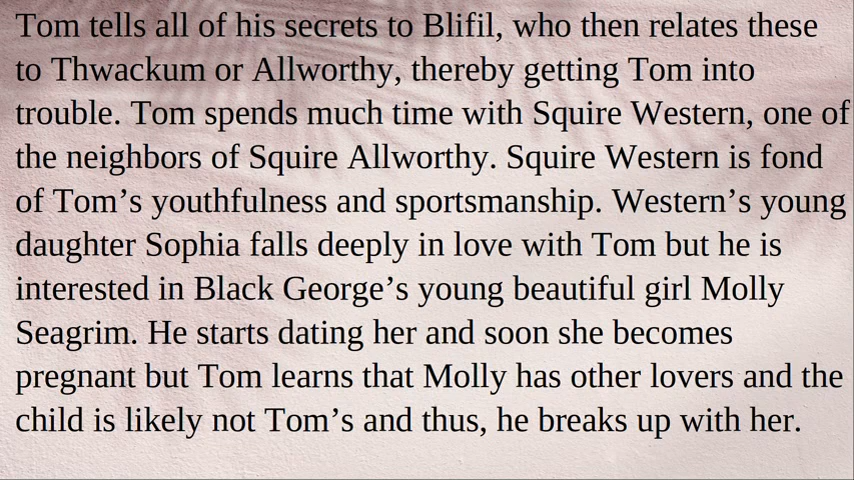 Tom tells all of his secrets to Blifil, who then relates these
to Thwackum or Allworthy, thereby getting Tom into
trouble. Tom spends much time with Squire Western, one of
the neighbors of Squire Allworthy. Squire Western is fond
of Tom’s youthfulness and sportsmanship. Western’s young
daughter Sophia falls deeply in love with Tom but he is
interested in Black George’s young beautiful girl Molly
Seagrim. He starts dating her and soon she becomes
pregnant but Tom learns that Molly has other lovers and the
child is likely not Tom’s and thus, he breaks up with her.